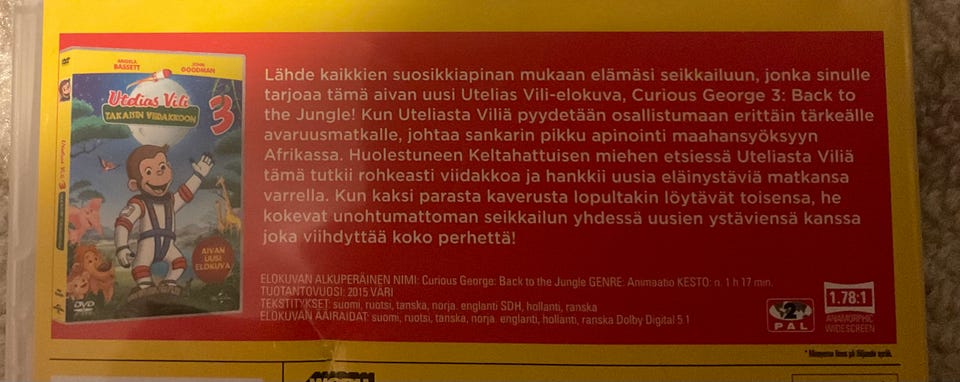 ANGELA BASSETT JOHN GOODMAN
Utelias Vili 3
TAKAISIN VIIDAKKOON
AIVAN UUSI ELOKUVA
DVD
Utelias Vili 3
Lähde kaikkien suosikkiapinan mukaan elämäsi seikkailuun, jonka sinulle
tarjoaa tämä aivan uusi Utelias Vili-elokuva, Curious George 3: Back to
the Jungle! Kun Uteliasta Viliä pyydetään osallistumaan erittäin tärkeälle
avaruusmatkalle, johtaa sankarin pikku apinointi maahansyöksyyn
Afrikassa. Huolestuneen Keltahattuisen miehen etsiessä Uteliasta Viliä
tämä tutkii rohkeasti viidakkoa ja hankkii uusia eläinystäviä matkansa
varrella. Kun kaksi parasta kaverusta lopultakin löytävät toisensa, he
kokevat unohtumattoman seikkailun yhdessä uusien ystäviensä kanssa
joka viihdyttää koko perhettä!
ELOKUVAN ALKUPERÄINEN NIMI: Curious George: Back to the Jungle GENRE: Animaatio KESTO: n. 1 h 17 min.
TUOTANTOVUOSI: 2015 VÄRI
TEKSTITYKSET: suomi, ruotsi, tanska, norja, englanti SDH, hollanti, ranska
ELOKUVAN ÄÄIRAIDAT: suomi, ruotsi, tanska, norja, englanti, hollanti, ranska Dolby Digital 5.1
2
PAL
1.78:1
ANAMORPHIC
WIDESCREEN